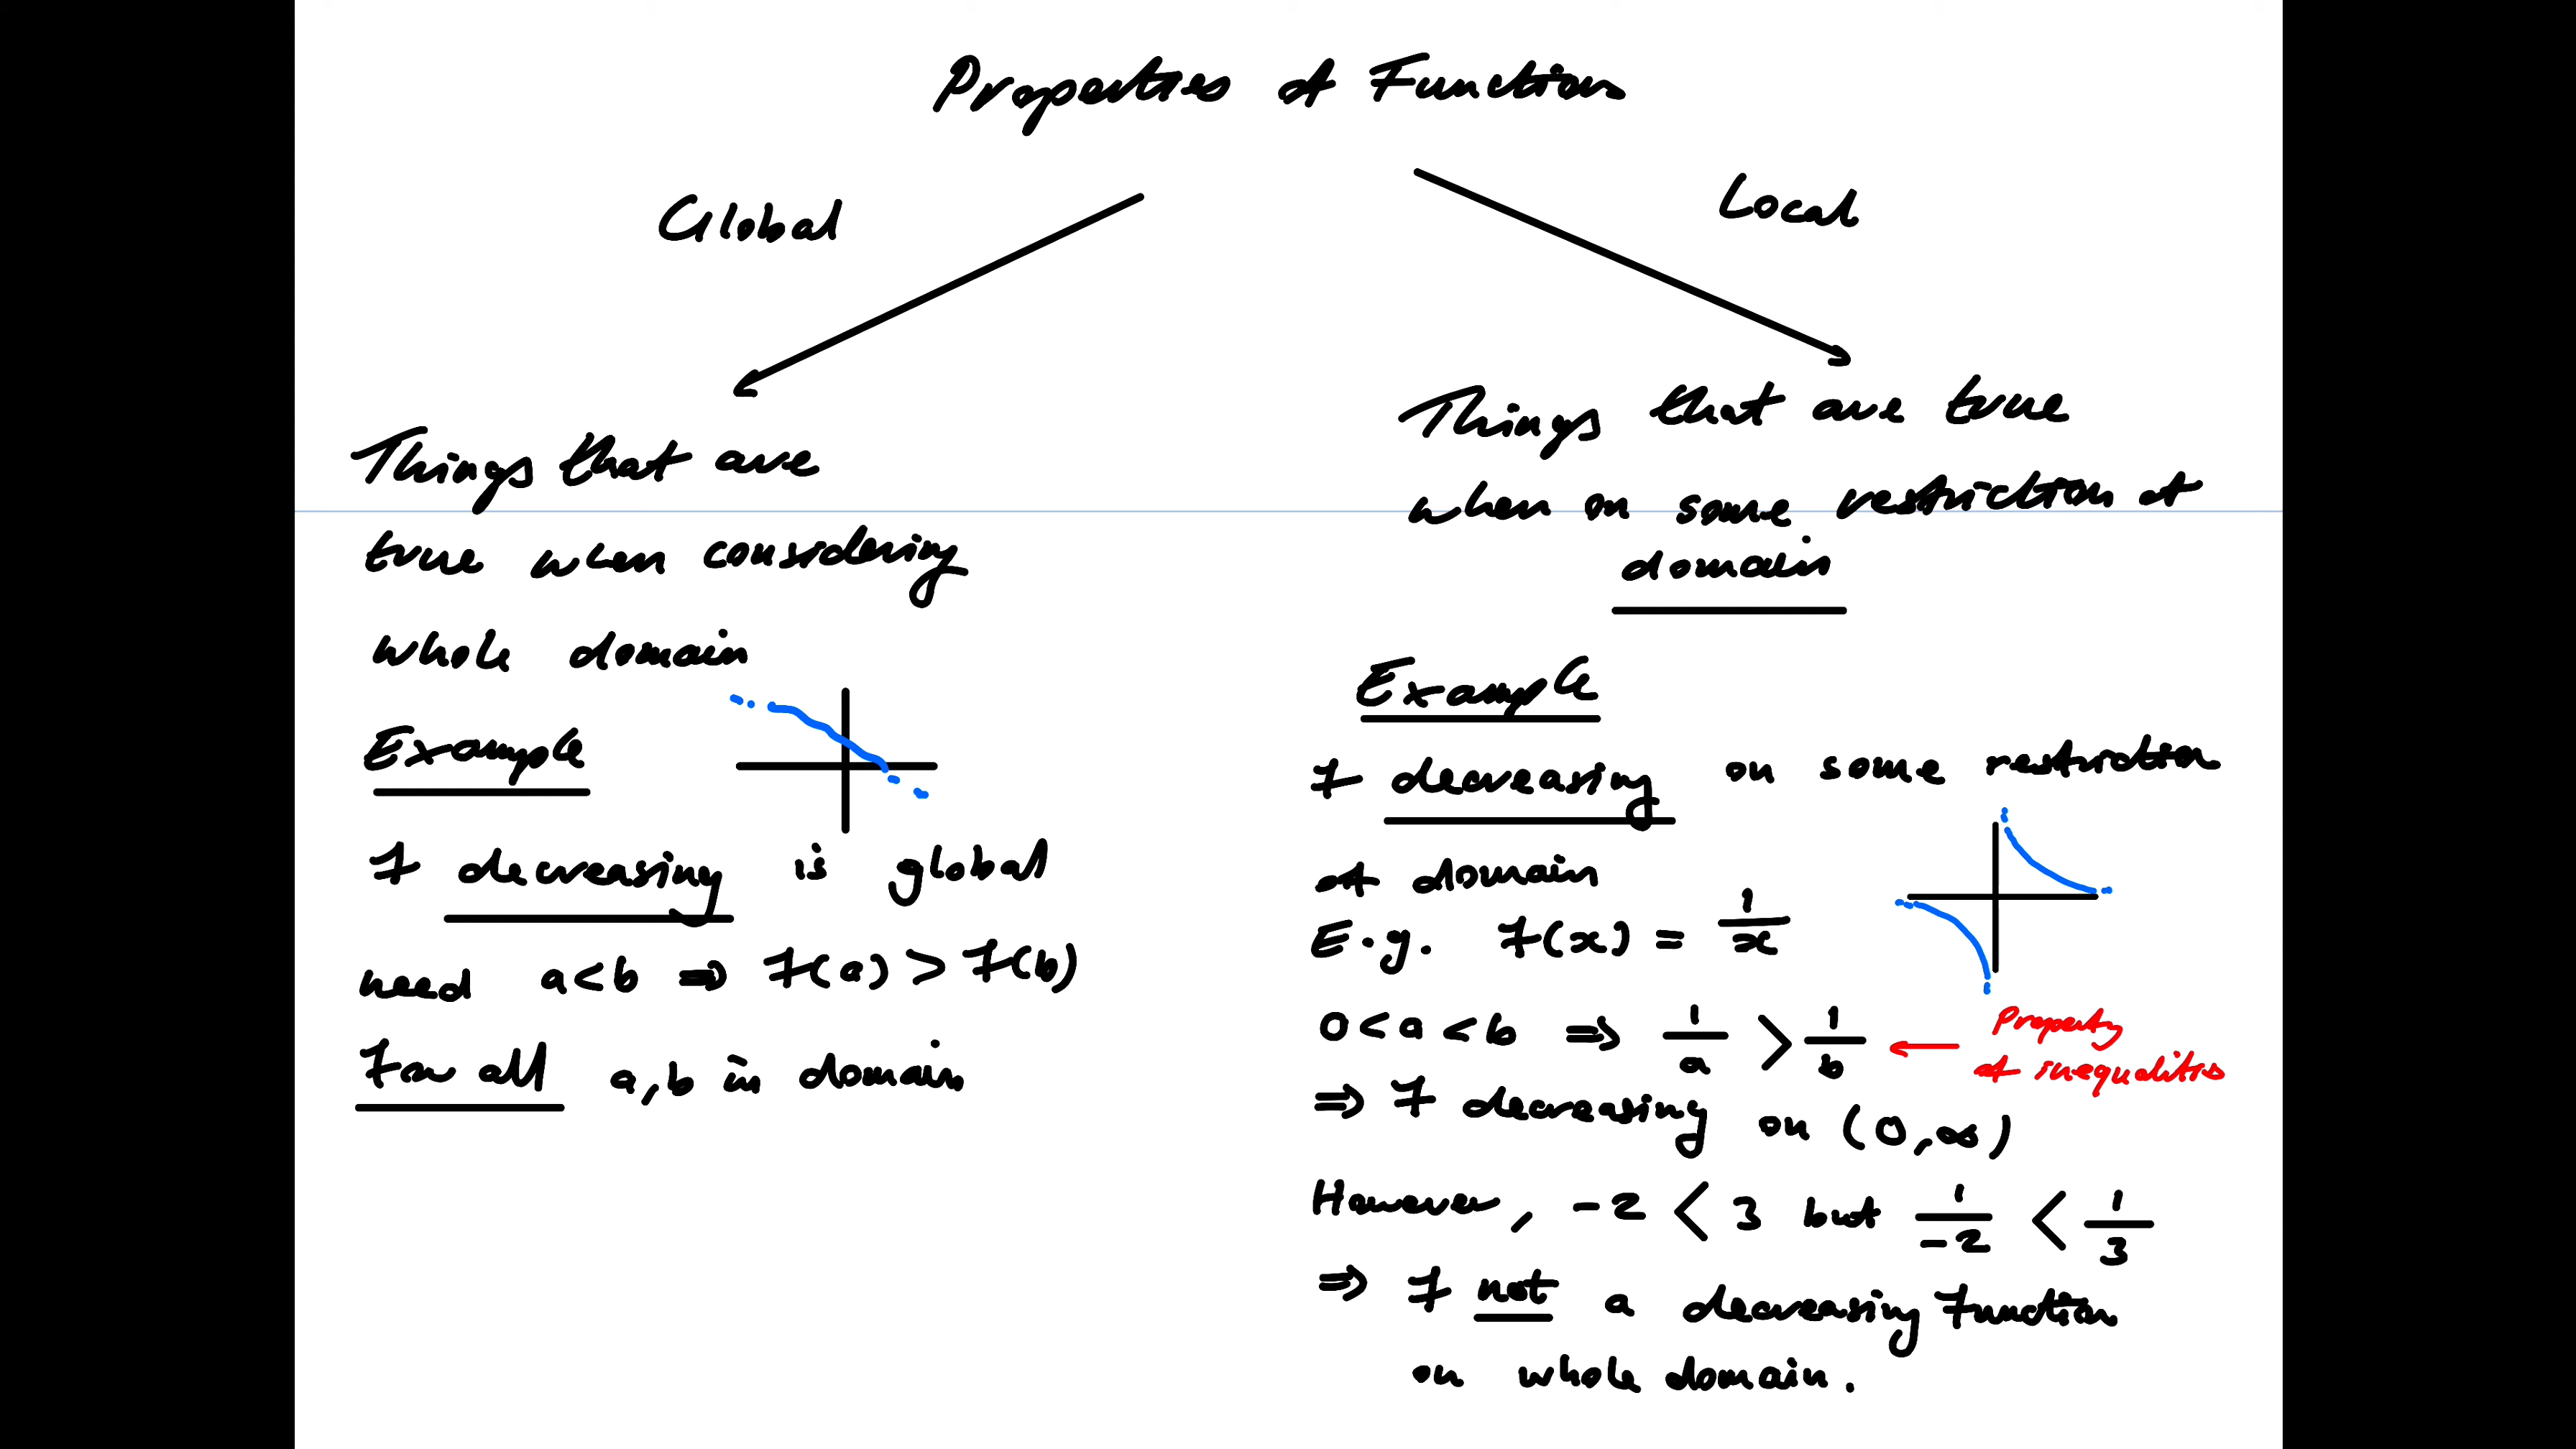 Properties of Function
Global
Local
Things that are
true when considering
whole domain
Example
f decreasing is global
need a<b ⇒ f(a) > f(b)
For all a,b in domain
Things that are true
when on some restriction of
domain
Example
f decreasing on some restriction
of domain
E.g. f(x) = 1/x
0<a<b ⇒ 1/a > 1/b ← Property
of inequalities
⇒ f decreasing on (0,∞)
However, -2 < 3 but 1/-2 < 1/3
⇒ f not a decreasing function
on whole domain.